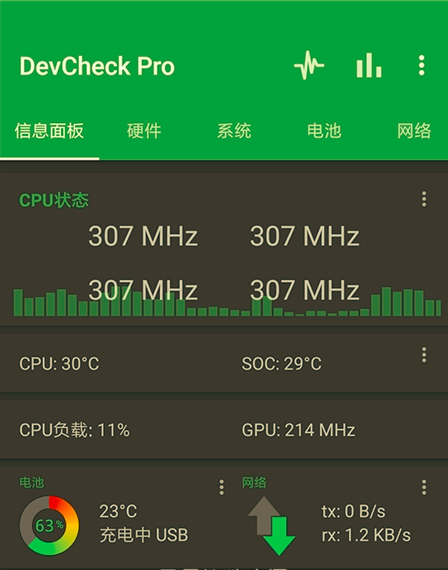 DevCheck Pro
信息面板 硬件 系统 电池 网络
CPU状态
307 MHz 307 MHz
307 MHz 307 MHz
CPU: 30°C SOC: 29°C
CPU负载: 11% GPU: 214 MHz
电池 网络
63% 23°C tx: 0 B/s
充电中 USB rx: 1.2 KB/s